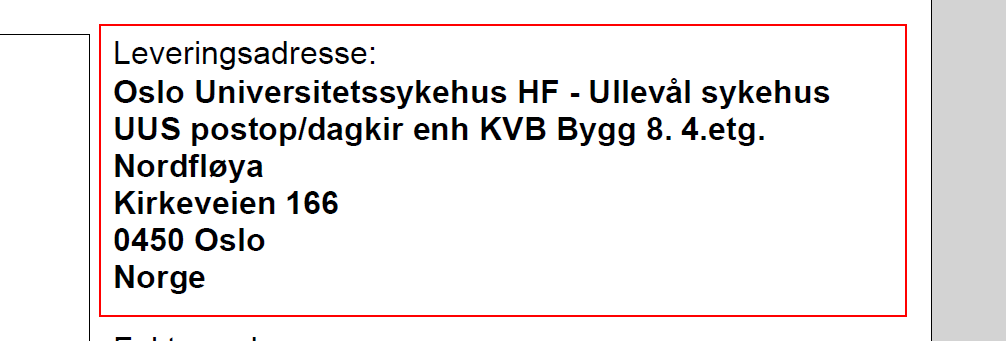 Leveringsadresse:
Oslo Universitetssykehus HF - Ullevål sykehus
UUS postop/dagkir enh KVB Bygg 8. 4.etg.
Nordfløya
Kirkeveien 166
0450 Oslo
Norge